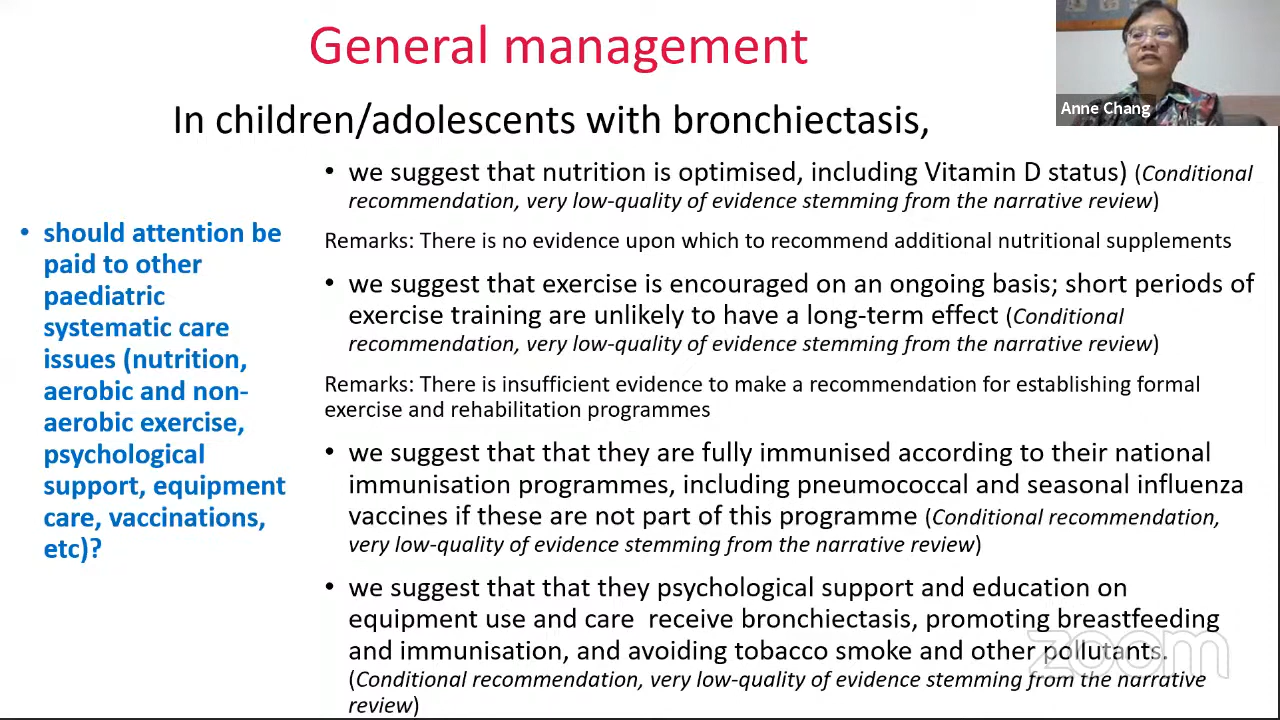 General management
Anne Chang
In children/adolescents with bronchiectasis,
• should attention be
paid to other
paediatric
systematic care
issues (nutrition,
aerobic and non-
aerobic exercise,
psychological
support, equipment
care, vaccinations,
etc)?
• we suggest that nutrition is optimised, including Vitamin D status) (Conditional
recommendation, very low-quality of evidence stemming from the narrative review)
Remarks: There is no evidence upon which to recommend additional nutritional supplements
• we suggest that exercise is encouraged on an ongoing basis; short periods of
exercise training are unlikely to have a long-term effect (Conditional
recommendation, very low-quality of evidence stemming from the narrative review)
Remarks: There is insufficient evidence to make a recommendation for establishing formal
exercise and rehabilitation programmes
• we suggest that that they are fully immunised according to their national
immunisation programmes, including pneumococcal and seasonal influenza
vaccines if these are not part of this programme (Conditional recommendation,
very low-quality of evidence stemming from the narrative review)
• we suggest that that they psychological support and education on
equipment use and care  receive bronchiectasis, promoting breastfeeding
and immunisation, and avoiding tobacco smoke and other pollutants.
(Conditional recommendation, very low-quality of evidence stemming from the narrative
review)
zoom